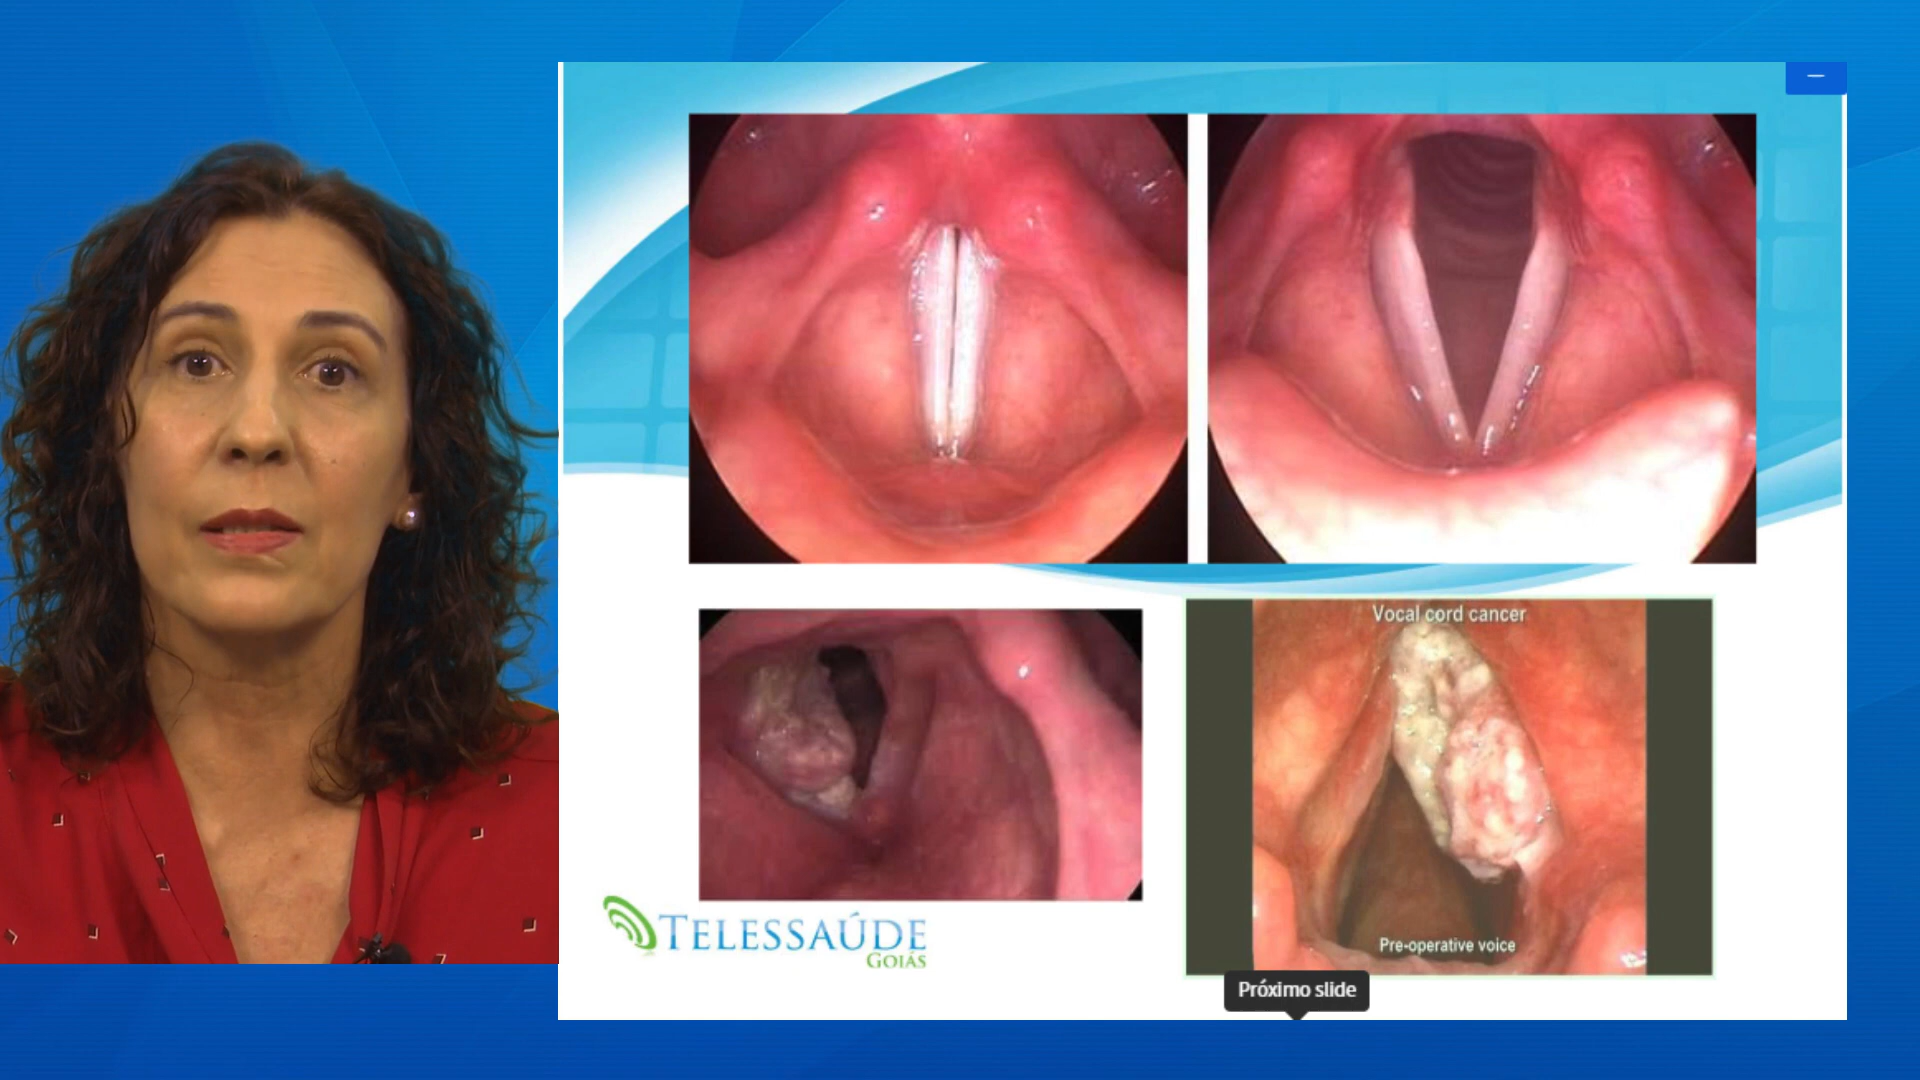 Vocal cord cancer
Pre-operative voice
TELESSAÚDE
GOIÁS
Próximo slide